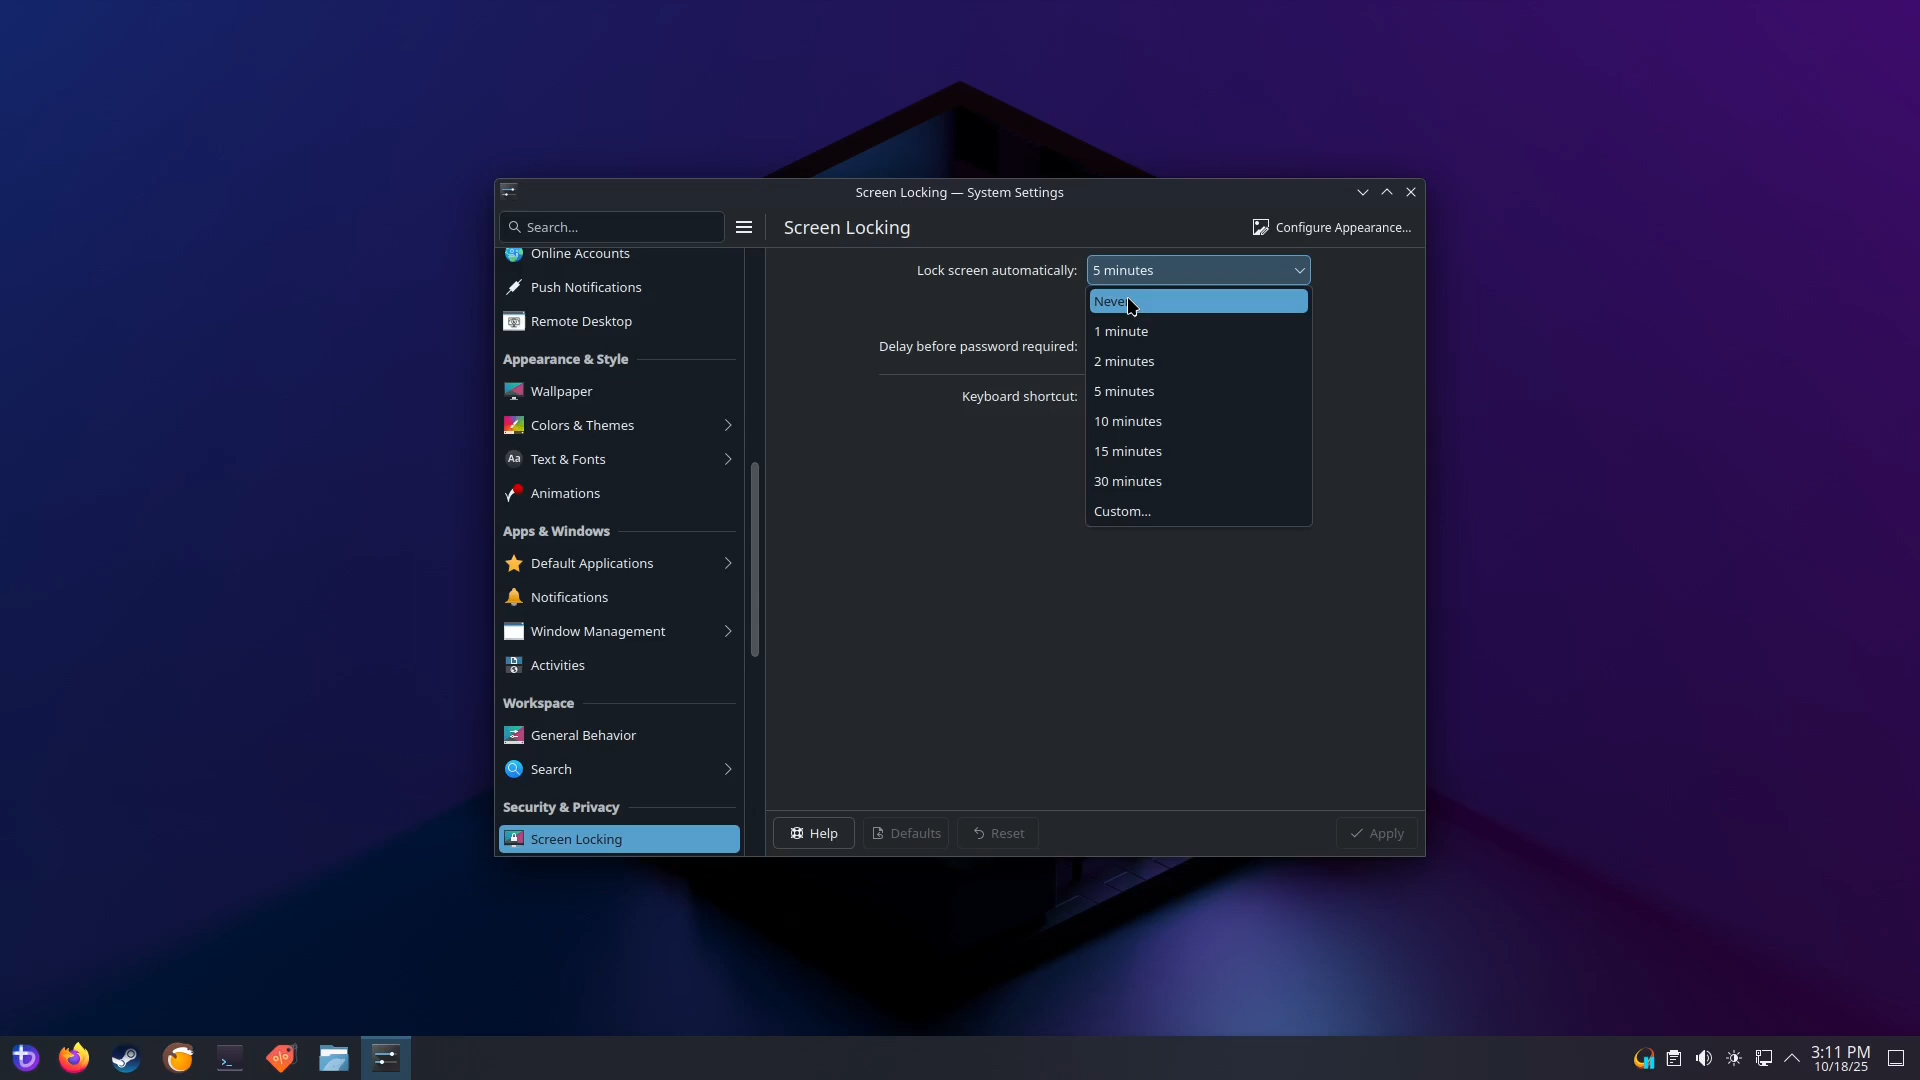 Screen Locking — System Settings
Search...
Screen Locking
Configure Appearance...
Online Accounts
Push Notifications
Remote Desktop
Appearance & Style
Wallpaper
Colors & Themes
Aa Text & Fonts
Animations
Apps & Windows
Default Applications
Notifications
Window Management
Activities
Workspace
General Behavior
Search
Security & Privacy
Screen Locking
Lock screen automatically: 5 minutes
Delay before password required:
Keyboard shortcut:
Never
1 minute
2 minutes
5 minutes
10 minutes
15 minutes
30 minutes
Custom...
Help
Defaults
Reset
Apply
3:11 PM
10/18/25